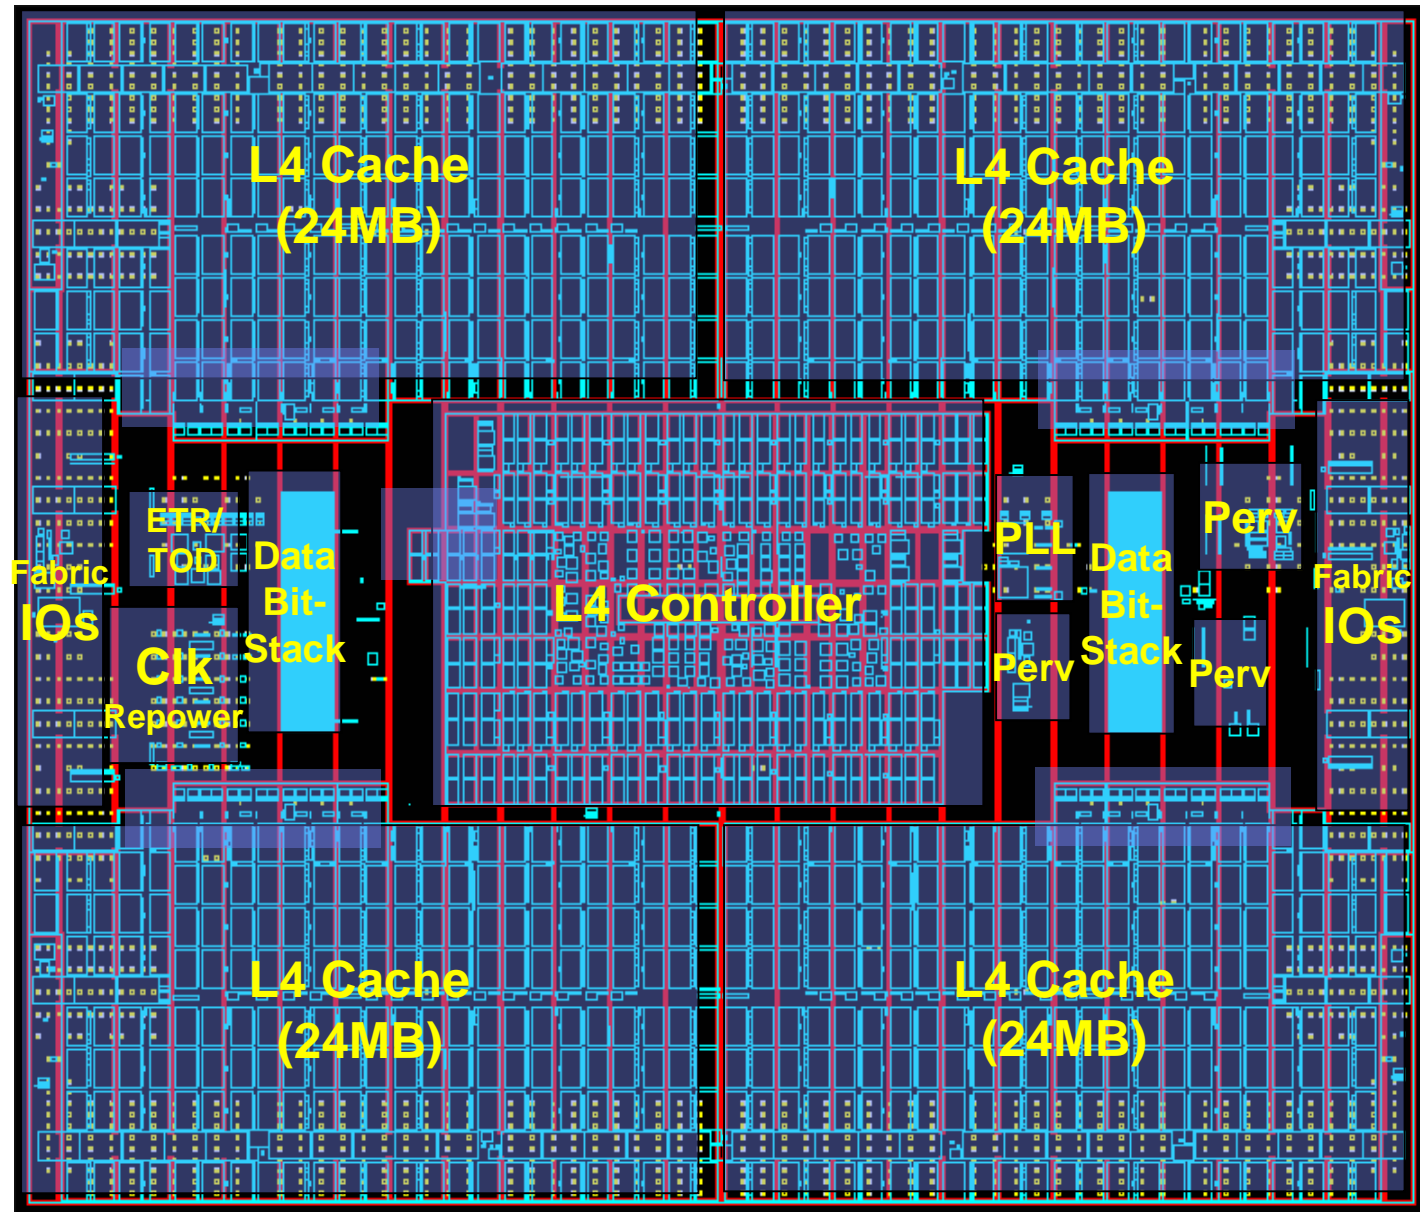 L4 Cache
(24MB)
L4 Cache
(24MB)
Fabric
IOs
ETR/
TOD
Clk
Repower
Data
Bit-
Stack
L4 Controller
PLL
Perv
Data
Bit-
Stack
Perv
Perv
Fabric
IOs
L4 Cache
(24MB)
L4 Cache
(24MB)